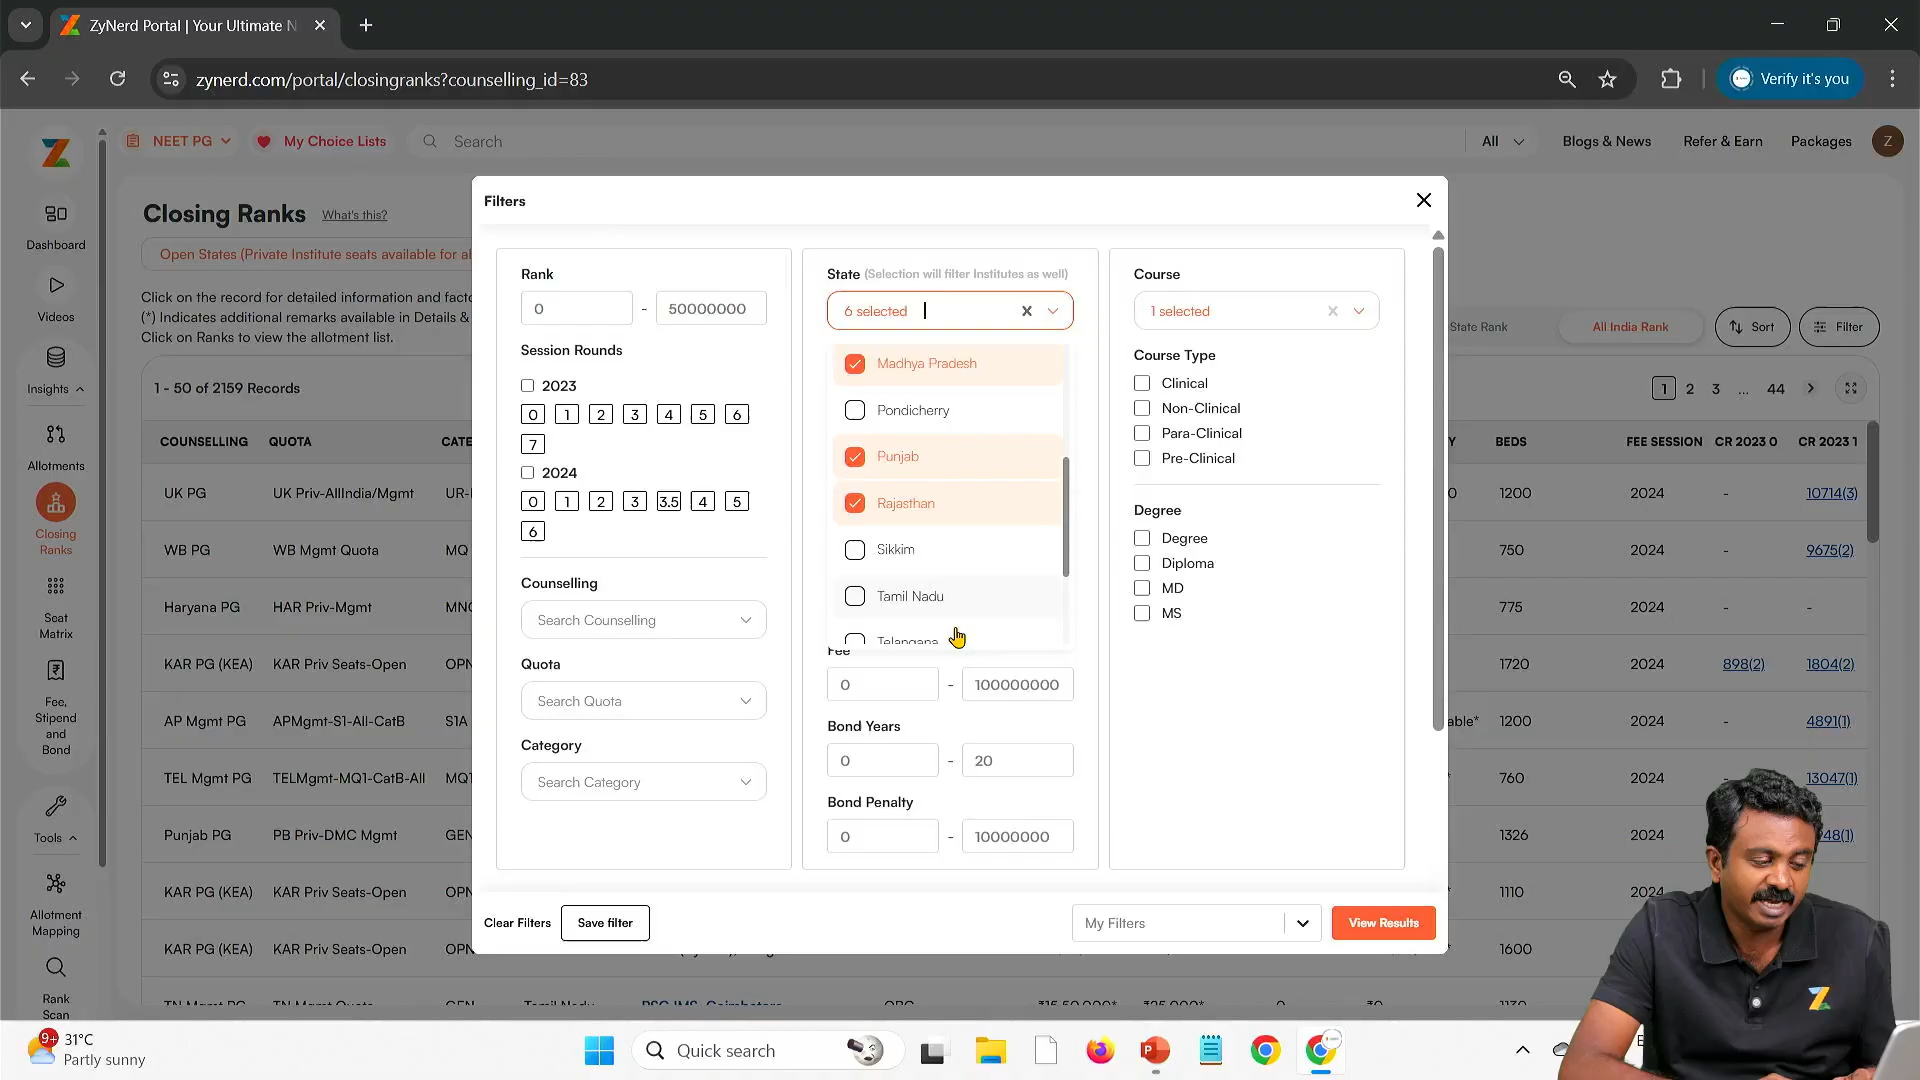 ZyNerd Portal | Your Ultimate N
zynerd.com/portal/closingranks?counselling_id=83
Verify it's you
NEET PG
My Choice Lists
Search
All
Blogs & News
Refer & Earn
Packages
Z
Dashboard
Videos
Insights
Allotments
Closing
Ranks
Seat
Matrix
Fee,
Stipend
and
Bond
Tools
Allotment
Mapping
Rank
Scan
Closing Ranks
What's this?
Open States (Private Institute seats available for al
Click on the record for detailed information and facto
(*) Indicates additional remarks available in Details &
Click on Ranks to view the allotment list.
State Rank
All India Rank
Sort
Filter
1 - 50 of 2159 Records
1 2 3 ... 44
COUNSELLING QUOTA CATE Y BEDS FEE SESSION CR 2023 0 CR 2023 1
UK PG UK Priv-AllIndia/Mgmt UR- 0 1200 2024 - 10714(3)
WB PG WB Mgmt Quota MQ 750 2024 - 9675(2)
Haryana PG HAR Priv-Mgmt MNG 775 2024 - -
KAR PG (KEA) KAR Priv Seats-Open OPN 1720 2024 898(2) 1804(2)
AP Mgmt PG APMgmt-S1-All-CatB S1A able* 1200 2024 - 4891(1)
TEL Mgmt PG TELMgmt-MQ1-CatB-All MQ1 * 760 2024 - 13047(1)
Punjab PG PB Priv-DMC Mgmt GEN 1326 2024 48(1)
KAR PG (KEA) KAR Priv Seats-Open OPN * 1110 2024
KAR PG (KEA) KAR Priv Seats-Open OPN * 1600
TN Mgmt PG TN Mgmt Quota GEN Tamil Nadu PSG IMS, Coimbatore OBG ₹15,50,000* ₹25,000* 0 ₹0 1130
Filters
Rank
0 - 50000000
Session Rounds
2023
0 1 2 3 4 5 6
7
2024
0 1 2 3 3.5 4 5
6
Counselling
Search Counselling
Quota
Search Quota
Category
Search Category
State (Selection will filter Institutes as well)
6 selected
Madhya Pradesh
Pondicherry
Punjab
Rajasthan
Sikkim
Tamil Nadu
Telangana
Fee
0 - 100000000
Bond Years
0 - 20
Bond Penalty
0 - 10000000
Course
1 selected
Course Type
Clinical
Non-Clinical
Para-Clinical
Pre-Clinical
Degree
Degree
Diploma
MD
MS
Clear Filters
Save filter
My Filters
View Results
9+
31°C
Partly sunny
Quick search